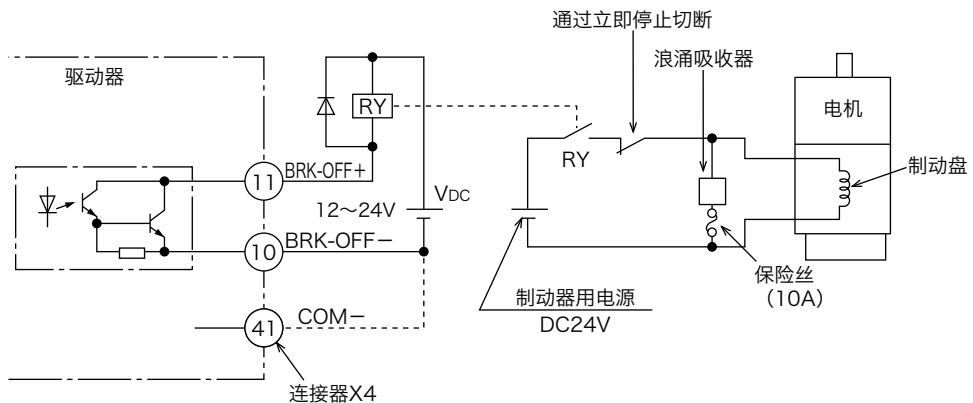 通过立即停止切断
浪涌吸收器
驱动器
电机
RY
RY
制动盘
11
BRK-OFF+
12～24V
VDC
10
BRK-OFF−
保险丝
（10A）
制动器用电源
DC24V
41
COM−
连接器X4